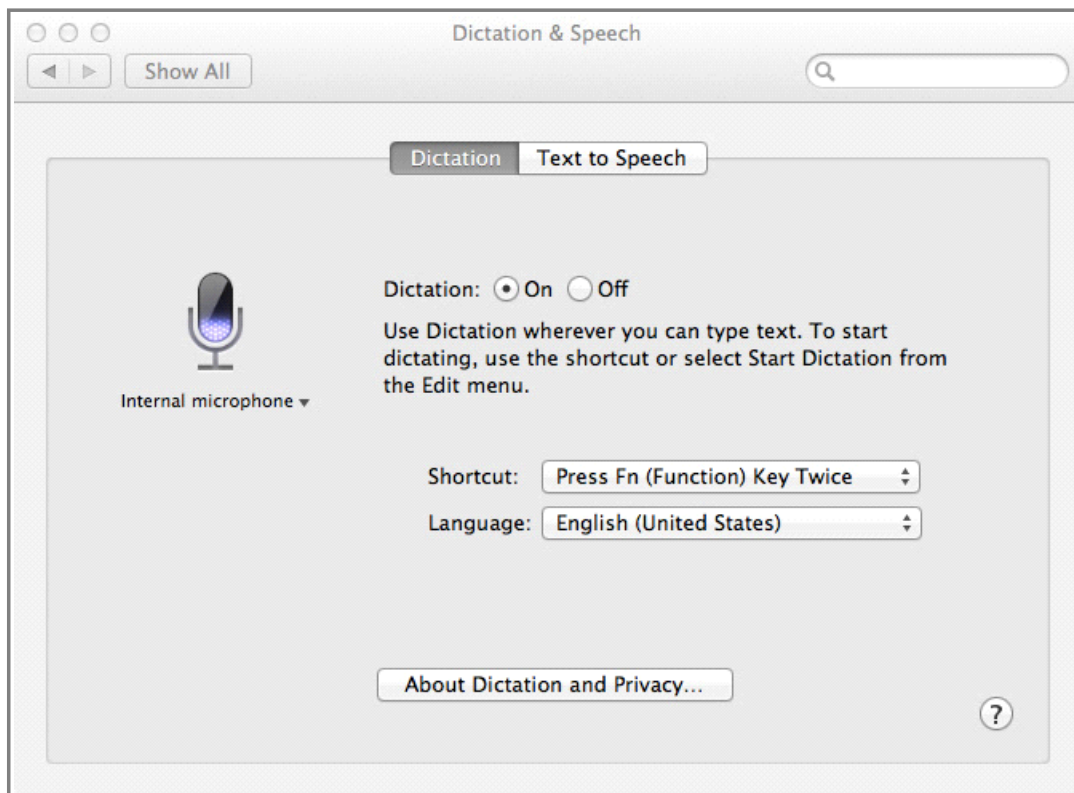 Dictation & Speech
Show All
Dictation
Text to Speech
Dictation: On Off
Use Dictation wherever you can type text. To start
dictating, use the shortcut or select Start Dictation from
the Edit menu.
Internal microphone
Shortcut: Press Fn (Function) Key Twice
Language: English (United States)
About Dictation and Privacy...
?